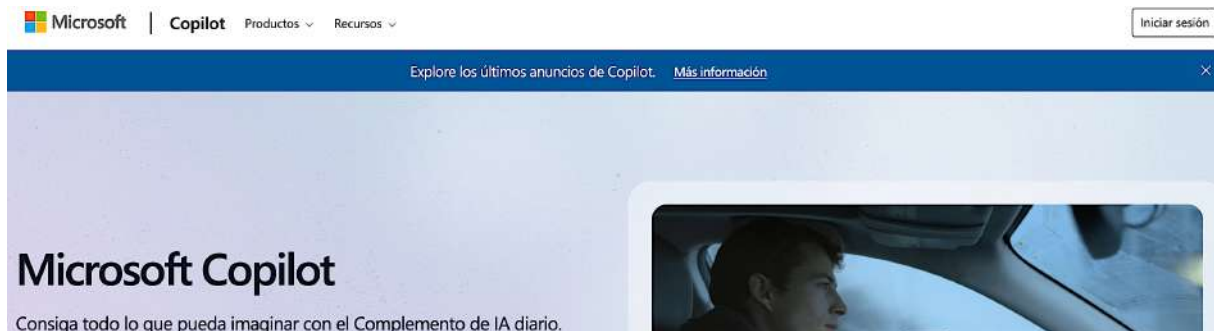 Microsoft | Copilot Productos Recursos Iniciar sesión
Explore los últimos anuncios de Copilot. Más información
Microsoft Copilot
Consiga todo lo que pueda imaginar con el Complemento de IA diario.